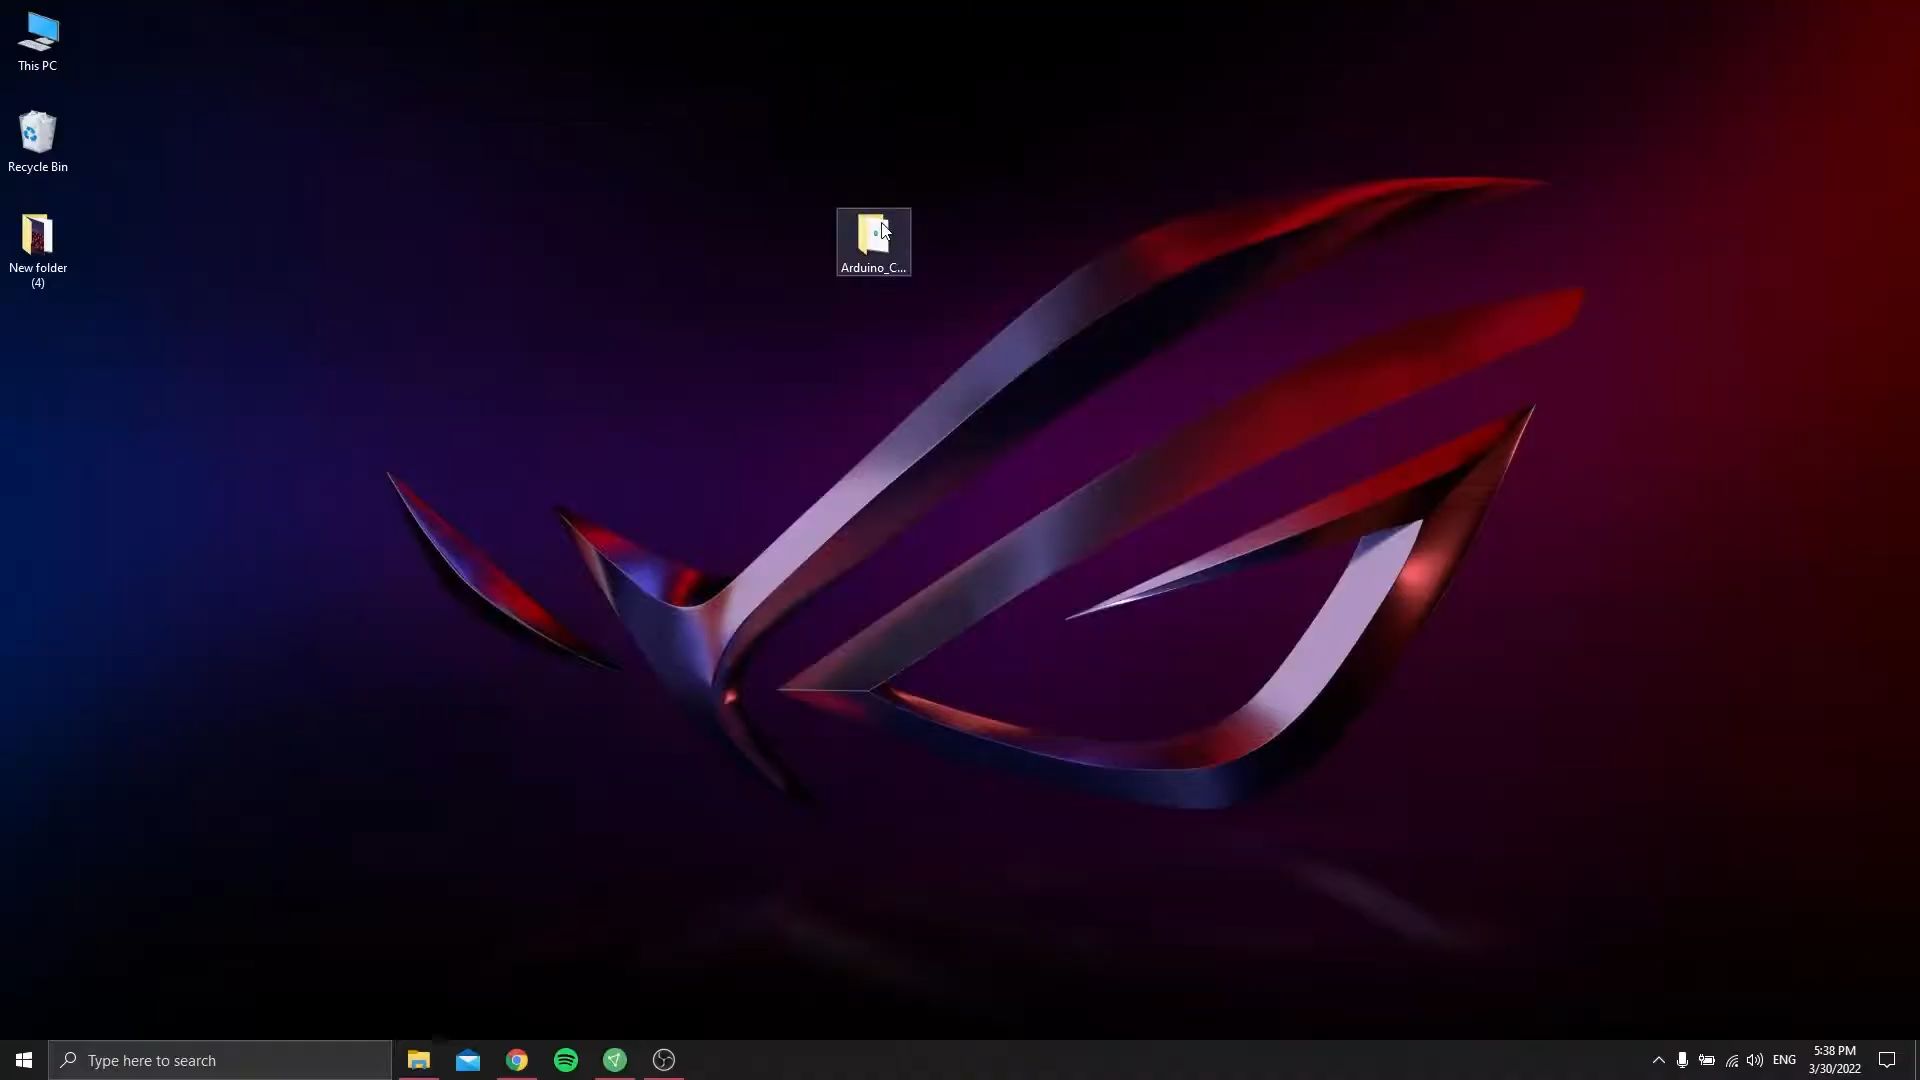 This PC
Recycle Bin
New folder
(4)
Arduino_C...
Type here to search
ENG
5:38 PM
3/30/2022